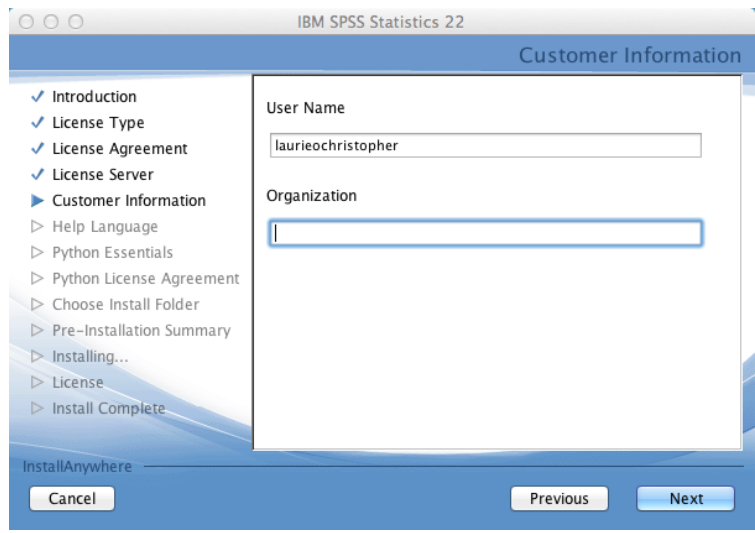 IBM SPSS Statistics 22
Customer Information
Introduction
License Type
License Agreement
License Server
Customer Information
Help Language
Python Essentials
Python License Agreement
Choose Install Folder
Pre-Installation Summary
Installing...
License
Install Complete
User Name
laurieochristopher
Organization
InstallAnywhere
Cancel
Previous
Next